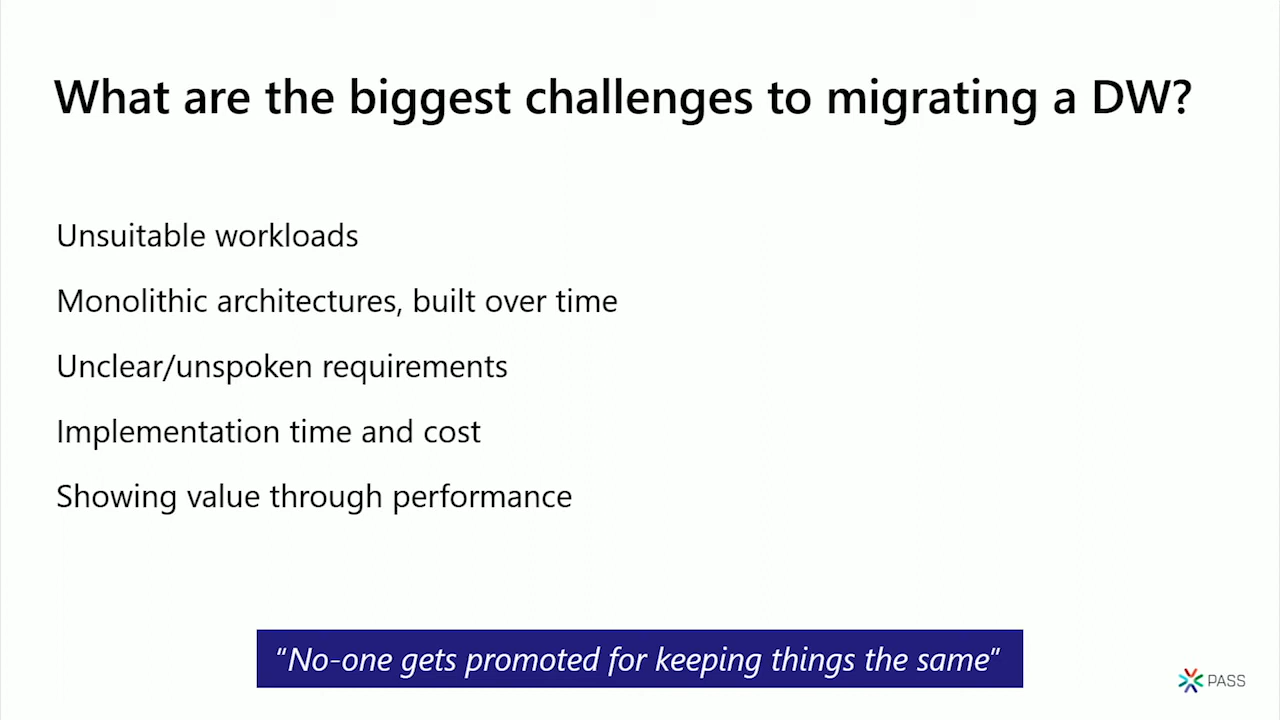 What are the biggest challenges to migrating a DW?
Unsuitable workloads
Monolithic architectures, built over time
Unclear/unspoken requirements
Implementation time and cost
Showing value through performance
“No-one gets promoted for keeping things the same”
PASS